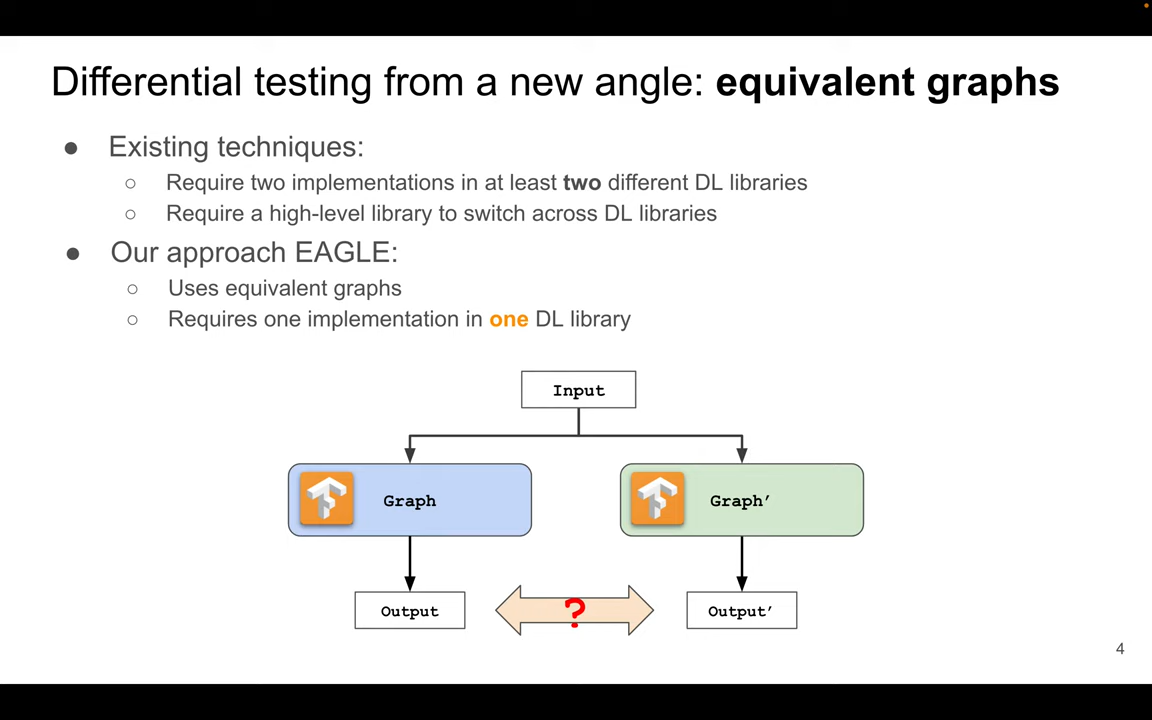 Differential testing from a new angle: equivalent graphs
● Existing techniques:
○ Require two implementations in at least two different DL libraries
○ Require a high-level library to switch across DL libraries
● Our approach EAGLE:
○ Uses equivalent graphs
○ Requires one implementation in one DL library
Input
Graph
Graph’
Output
?
Output’
4